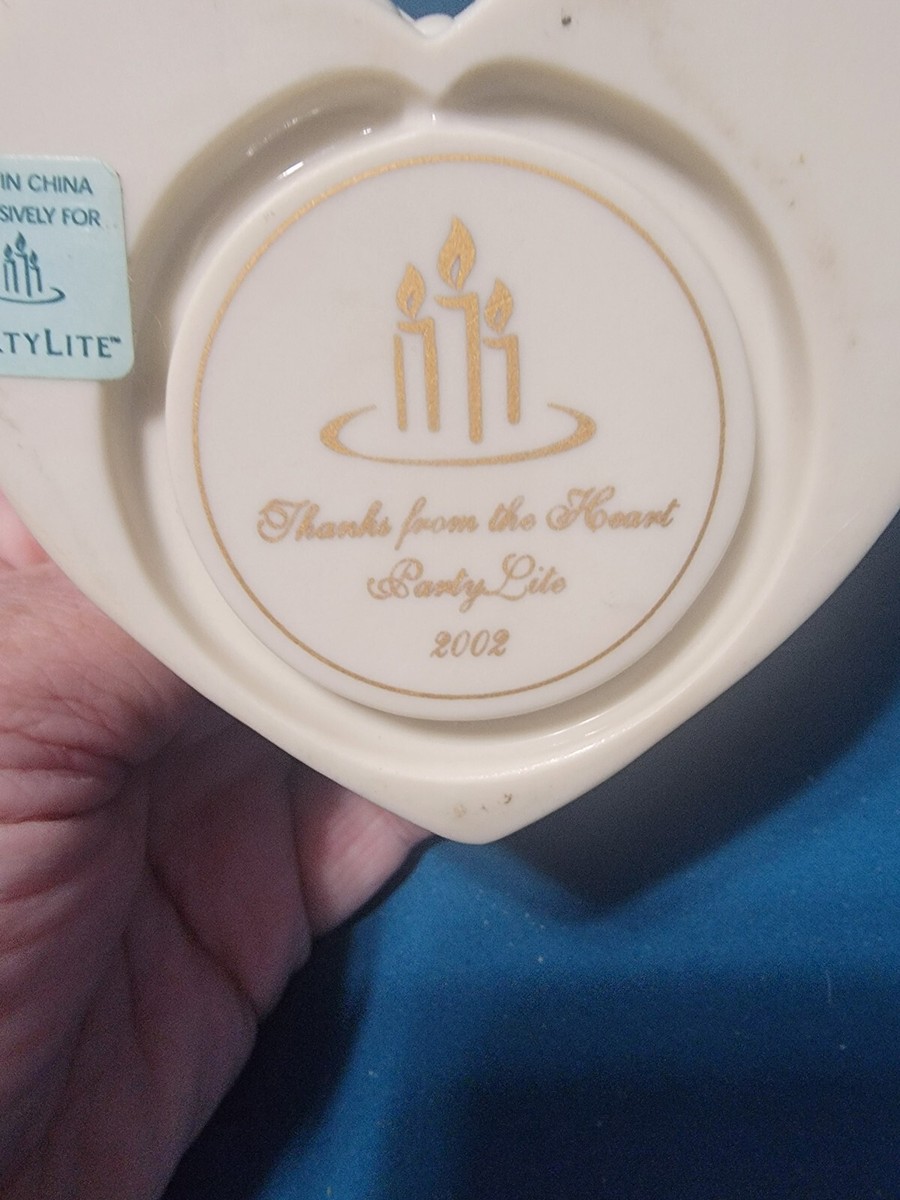 IN CHINA
SIVELY FOR
TYLITE™
Thanks from the Heart
PartyLite
2002